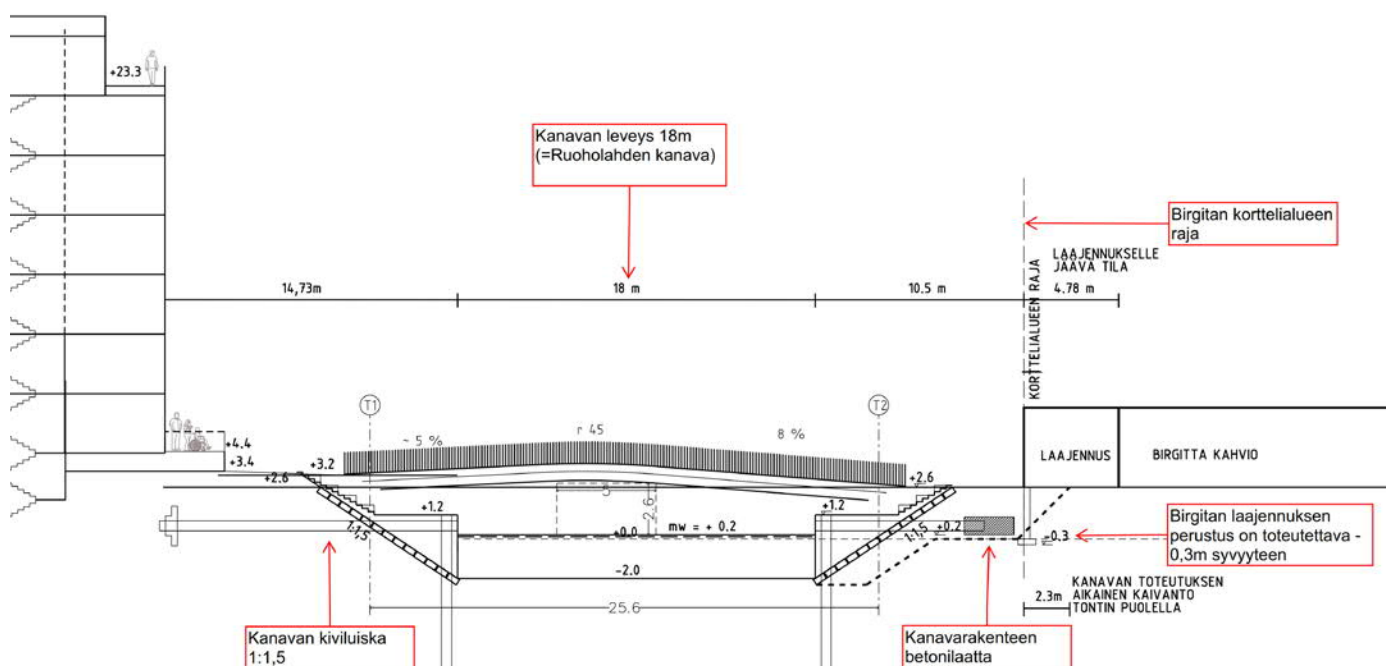 +23.3
Kanavan leveys 18m
(=Ruoholahden kanava)
Birgitan korttelialueen
raja
LAAJENNUKSELLE
JÄÄVÄ TILA
14,73m
18 m
10.5 m
4.78 m
KORTTELIALUEEN RAJA
T1
T2
~ 5 %
r 45
8 %
+4.4
+3.4
+3.2
+2.6
+2.6
LAAJENNUS
BIRGITTA KAHVIO
5
2.6
+1.2
+1.2
1:1,5
1:1,5
+0.0
mw = + 0.2
+0.2
-0.3
Birgitan laajennuksen
perustus on toteutettava -
0,3m syvyyteen
-2.0
25.6
2.3m
KANAVAN TOTEUTUKSEN
AIKAINEN KAIVANTO
TONTIN PUOLELLA
Kanavan kiviluiska
1:1,5
Kanavarakenteen
betonilaatta